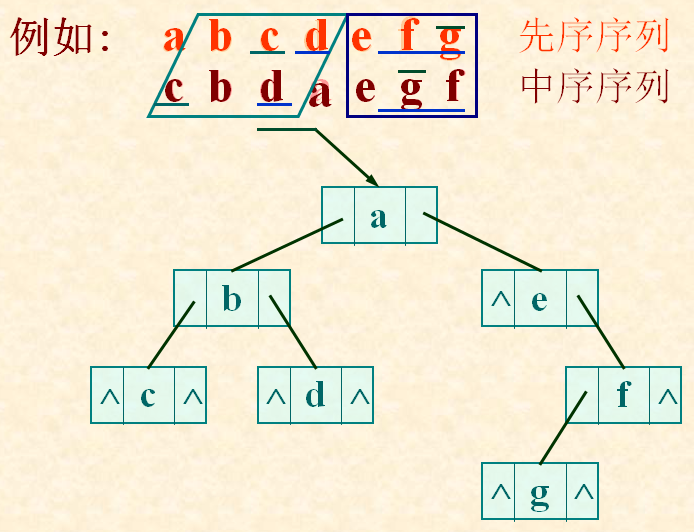 例如: a b c d e f g 先序序列
c b d a e g f 中序序列
a
b ^ e
^ c ^ ^ d ^ f ^
^ g ^